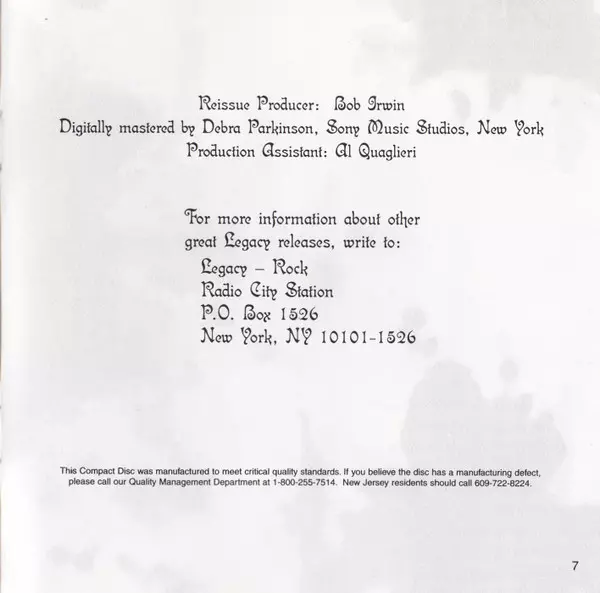 Reissue Producer: Bob Irwin
Digitally mastered by Debra Parkinson, Sony Music Studios, New York
Production Assistant: Al Quaglieri
For more information about other
great Legacy releases, write to:
Legacy – Rock
Radio City Station
P.O. Box 1526
New York, NY 10101-1526
This Compact Disc was manufactured to meet critical quality standards. If you believe the disc has a manufacturing defect,
please call our Quality Management Department at 1-800-255-7514. New Jersey residents should call 609-722-8224.
7